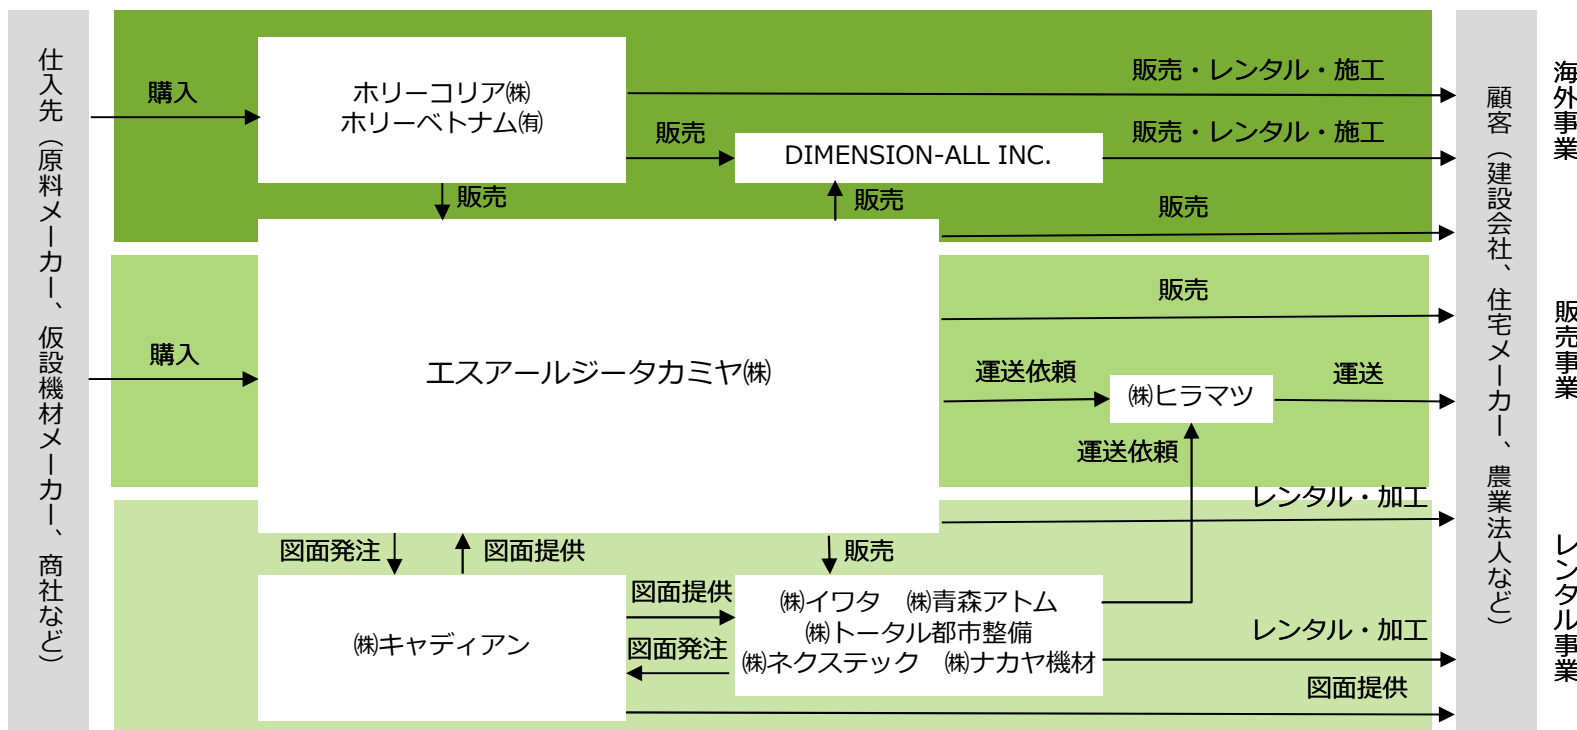 仕入先（原料メーカー、仮設機材メーカー、商社など）
購入
ホリーコリア㈱
ホリーベトナム㈲
販売・レンタル・施工
販売
DIMENSION-ALL INC.
販売・レンタル・施工
販売
販売
販売
海外事業
購入
エスアールジータカミヤ㈱
販売
運送依頼
㈱ヒラマツ
運送
運送依頼
販売事業
レンタル・加工
図面発注
図面提供
販売
㈱キャディアン
図面提供
図面発注
㈱イワタ　㈱青森アトム
㈱トータル都市整備
㈱ネクステック　㈱ナカヤ機材
レンタル・加工
図面提供
レンタル事業
顧客（建設会社、住宅メーカー、農業法人など）